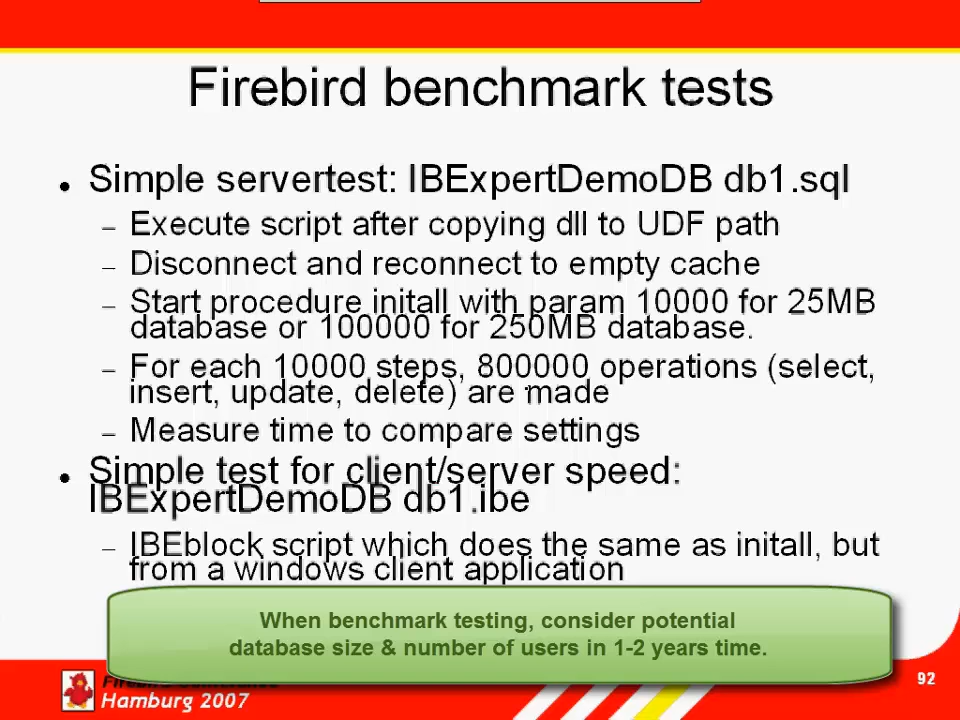 Firebird benchmark tests
● Simple servertest: IBExpertDemoDB db1.sql
– Execute script after copying dll to UDF path
– Disconnect and reconnect to empty cache
– Start procedure initall with param 10000 for 25MB
database or 100000 for 250MB database.
– For each 10000 steps, 800000 operations (select,
insert, update, delete) are made
– Measure time to compare settings
● Simple test for client/server speed:
IBExpertDemoDB db1.ibe
– IBEblock script which does the same as initall, but
from a windows client application
When benchmark testing, consider potential
database size & number of users in 1-2 years time.
92
Hamburg 2007